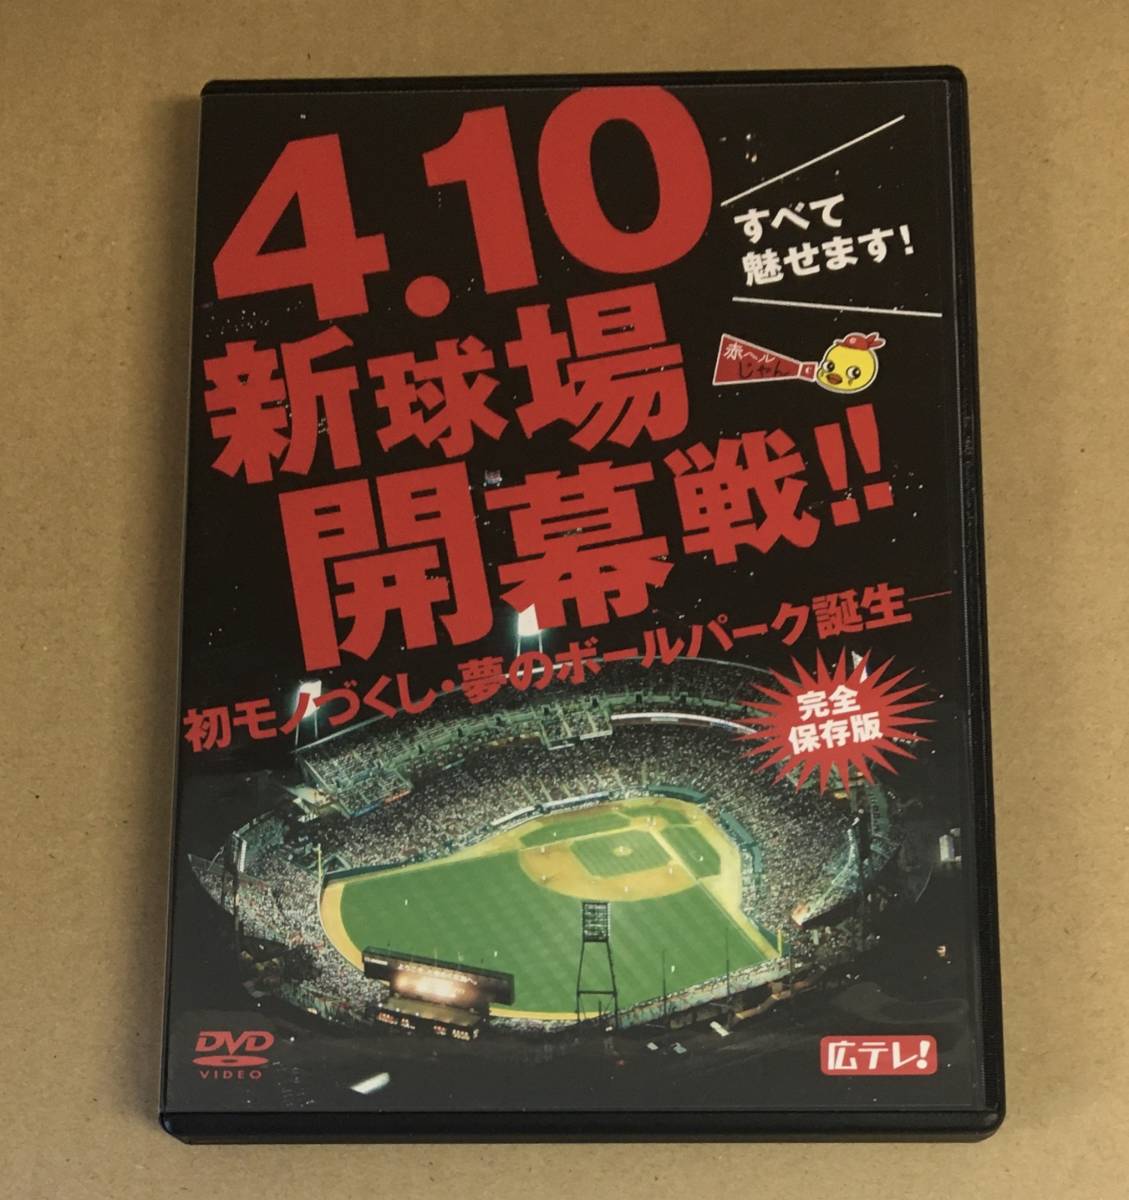 4.10
すべて
魅せます!
赤ヘル
じゃん
新球場
開幕戦!!
初モノづくし・夢のボールパーク誕生
完全
保存版
DVD
VIDEO
広テレ!